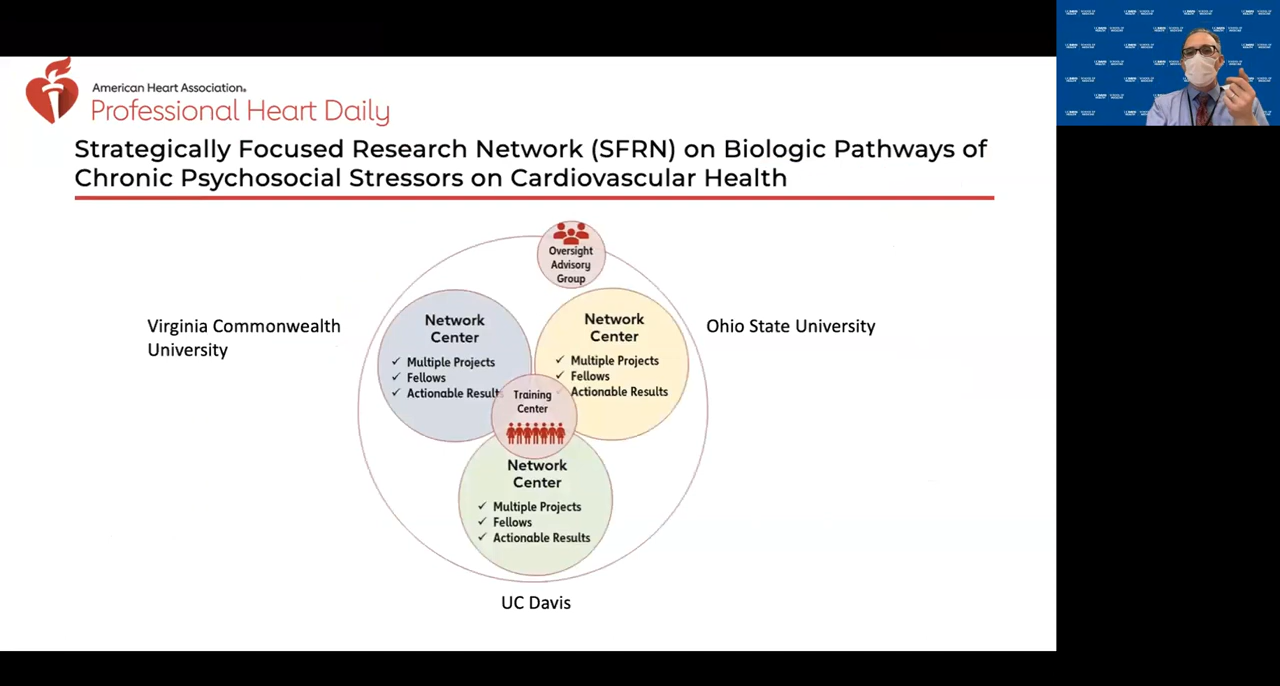 American Heart Association®
Professional Heart Daily
Strategically Focused Research Network (SFRN) on Biologic Pathways of
Chronic Psychosocial Stressors on Cardiovascular Health
Oversight
Advisory
Group
Virginia Commonwealth
University
Network
Center
✓ Multiple Projects
✓ Fellows
✓ Actionable Results
Network
Center
✓ Multiple Projects
✓ Fellows
✓ Actionable Results
Ohio State University
Training
Center
Network
Center
✓ Multiple Projects
✓ Fellows
✓ Actionable Results
UC Davis